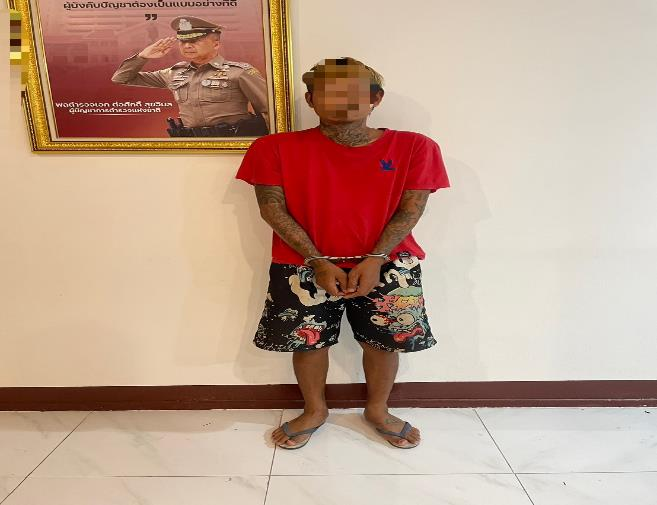 ผู้บังคับบัญชาต้องเป็นแบบอย่างที่ดี
พลตำรวจเอก ต่อศักดิ์ สุขวิมล
ผู้บัญชาการตำรวจแห่งชาติ